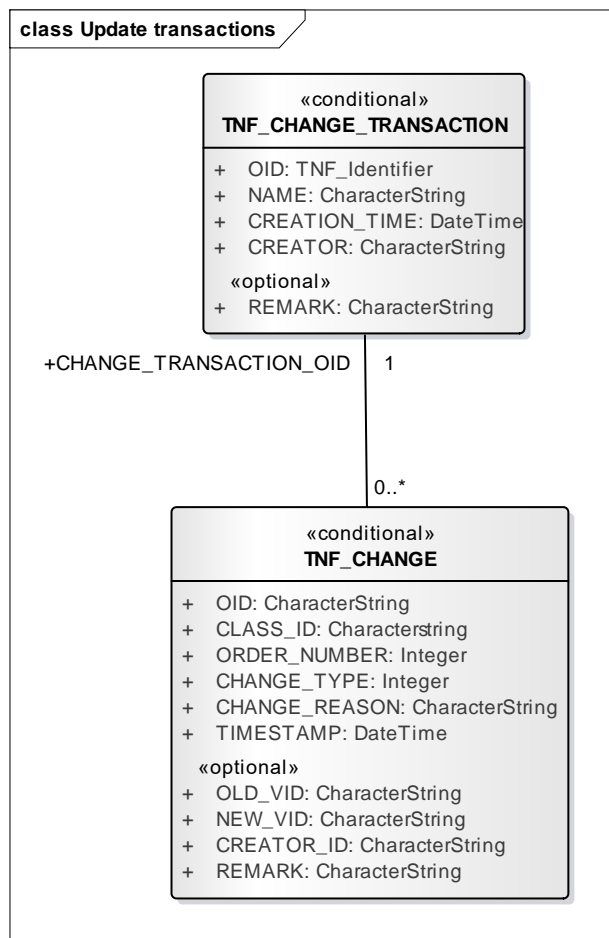 class Update transactions
«conditional»
TNF_CHANGE_TRANSACTION
+ OID: TNF_Identifier
+ NAME: CharacterString
+ CREATION_TIME: DateTime
+ CREATOR: CharacterString
«optional»
+ REMARK: CharacterString
+CHANGE_TRANSACTION_OID 1
0..*
«conditional»
TNF_CHANGE
+ OID: CharacterString
+ CLASS_ID: Characterstring
+ ORDER_NUMBER: Integer
+ CHANGE_TYPE: Integer
+ CHANGE_REASON: CharacterString
+ TIMESTAMP: DateTime
«optional»
+ OLD_VID: CharacterString
+ NEW_VID: CharacterString
+ CREATOR_ID: CharacterString
+ REMARK: CharacterString